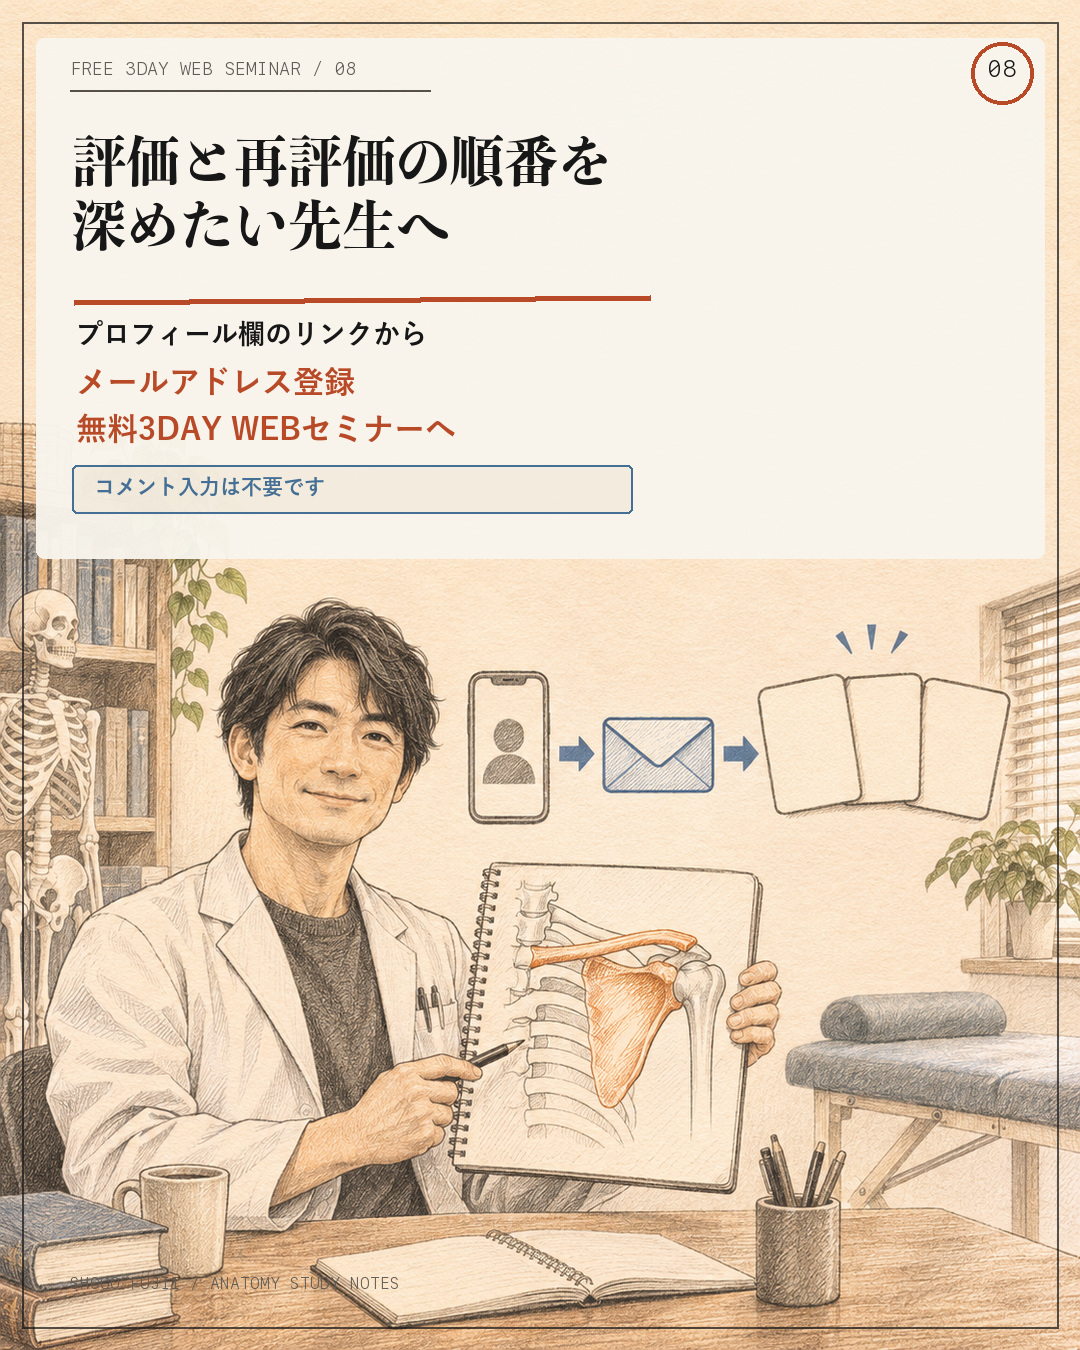 FREE 3DAY WEB SEMINAR / 08
08
評価と再評価の順番を
深めたい先生へ
プロフィール欄のリンクから
メールアドレス登録
無料3DAY WEBセミナーへ
コメント入力は不要です
/ ANATOMY STUDY NOTES